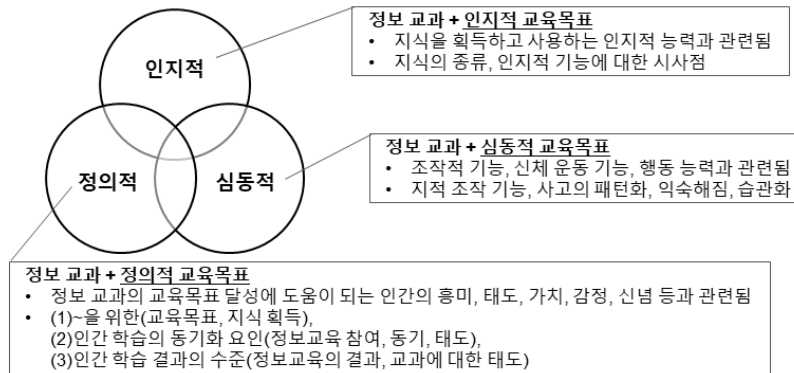 정보 교과 + 인지적 교육목표
• 지식을 획득하고 사용하는 인지적 능력과 관련됨
• 지식의 종류, 인지적 기능에 대한 시사점
인지적
정의적
심동적
정보 교과 + 심동적 교육목표
• 조작적 기능, 신체 운동 기능, 행동 능력과 관련됨
• 지적 조작 기능, 사고의 패턴화, 익숙해짐, 습관화
정보 교과 + 정의적 교육목표
• 정보 교과의 교육목표 달성에 도움이 되는 인간의 흥미, 태도, 가치, 감정, 신념 등과 관련됨
• (1)~을 위한(교육목표, 지식 획득),
(2)인간 학습의 동기화 요인(정보교육 참여, 동기, 태도),
(3)인간 학습 결과의 수준(정보교육의 결과, 교과에 대한 태도)